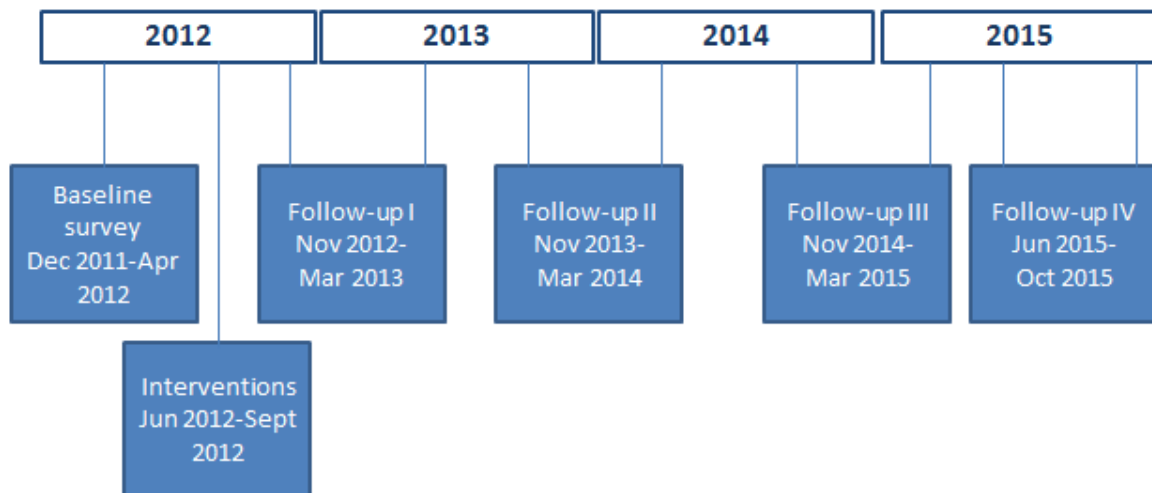 2012
2013
2014
2015
Baseline
survey
Dec 2011-Apr
2012
Follow-up I
Nov 2012-
Mar 2013
Follow-up II
Nov 2013-
Mar 2014
Follow-up III
Nov 2014-
Mar 2015
Follow-up IV
Jun 2015-
Oct 2015
Interventions
Jun 2012-Sept
2012